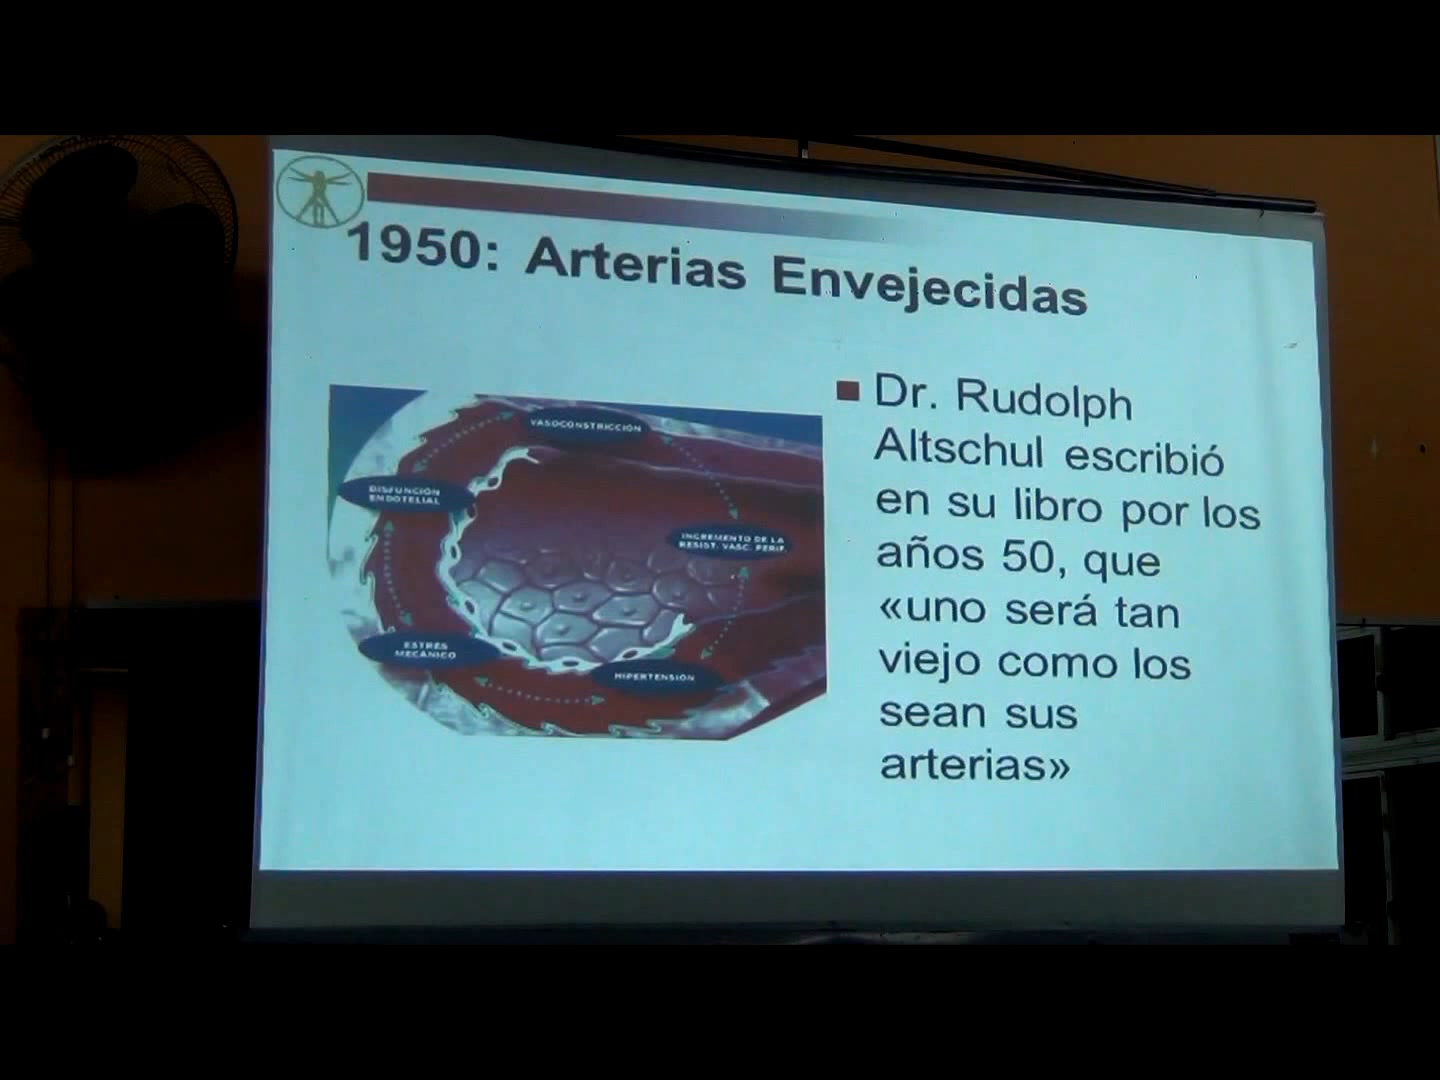 1950: Arterias Envejecidas
Dr. Rudolph
Altschul escribió
en su libro por los
años 50, que
«uno será tan
viejo como los
sean sus
arterias»
VASOCONSTRICCIÓN
DISFUNCIÓN
ENDOTELIAL
INCREMENTO DE LA
RESIST. VASC. PERIF.
ESTRÉS
MECÁNICO
HIPERTENSIÓN